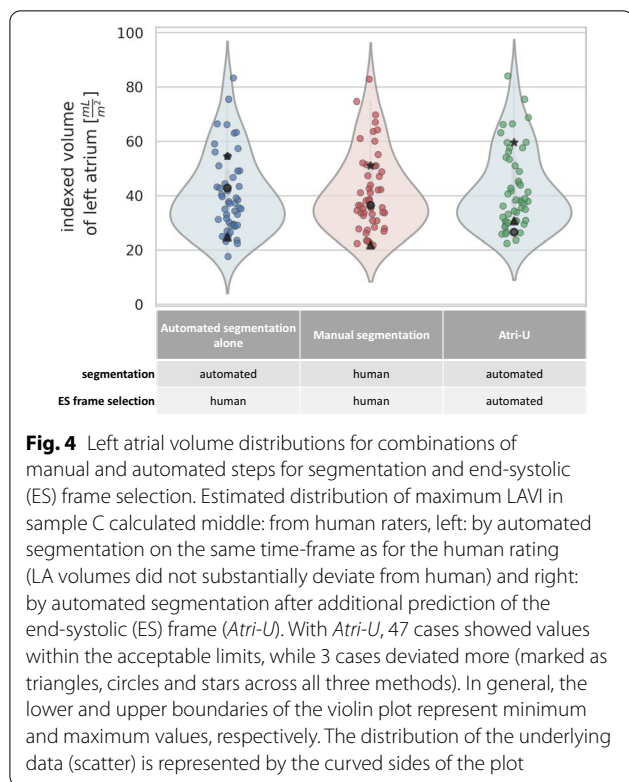 100
80
60
40
20
0
indexed volume
of left atrium [mL/m²]
Automated segmentation
alone
Manual segmentation
Atri-U
segmentation automated human automated
ES frame selection human human automated
Fig. 4 Left atrial volume distributions for combinations of
manual and automated steps for segmentation and end-systolic
(ES) frame selection. Estimated distribution of maximum LAVI in
sample C calculated middle: from human raters, left: by automated
segmentation on the same time-frame as for the human rating
(LA volumes did not substantially deviate from human) and right:
by automated segmentation after additional prediction of the
end-systolic (ES) frame (Atri-U). With Atri-U, 47 cases showed values
within the acceptable limits, while 3 cases deviated more (marked as
triangles, circles and stars across all three methods). In general, the
lower and upper boundaries of the violin plot represent minimum
and maximum values, respectively. The distribution of the underlying
data (scatter) is represented by the curved sides of the plot